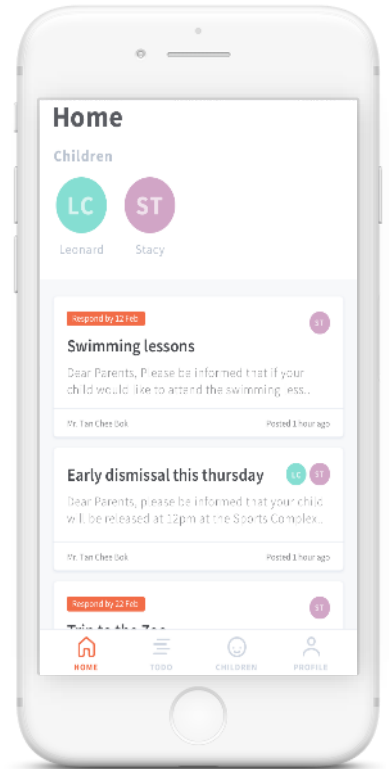 Home
Children
LC ST
Leonard Stacy
Respond by 12 Feb
ST
Swimming lessons
Dear Parents, Please be informed that if your
child would like to attend the swimming less..
Mr. Tan Chee Bok Posted 1 hour ago
Early dismissal this thursday LC ST
Dear Parents, please be informed that your child
will be released at 12pm at the Sports Complex..
Mr. Tan Chee Bok Posted 1 hour ago
Respond by 22 Feb
ST
Trip to the Zoo
HOME TODO CHILDREN PROFILE